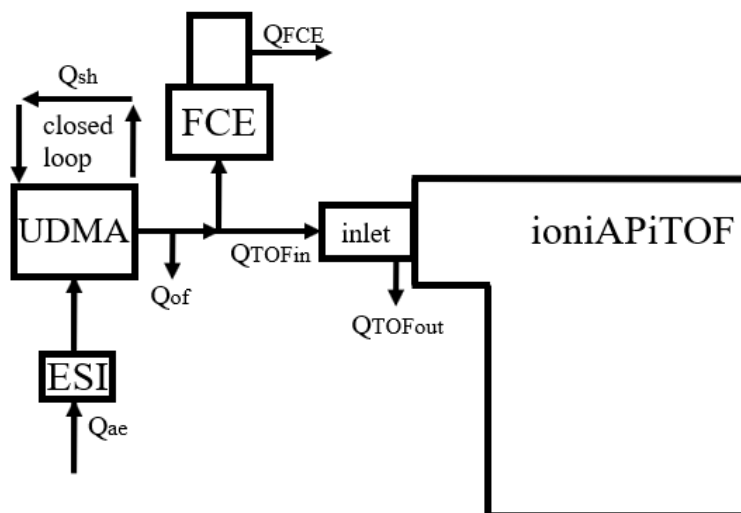 QFCE
Qsh
closed
loop
FCE
UDMA
inlet
ioniAPiTOF
QTOFin
Qof
QTOFout
ESI
Qae